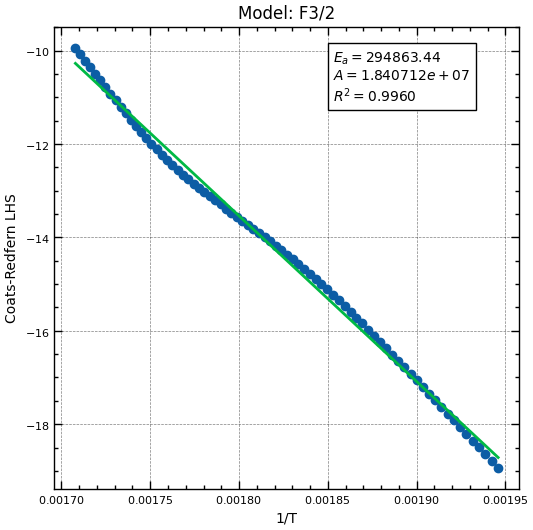 Model: F3/2
−10
−12
−14
−16
−18
Coats-Redfern LHS
E_a = 294863.44
A = 1.840712e + 07
R^2 = 0.9960
0.00170 0.00175 0.00180 0.00185 0.00190 0.00195
1/T